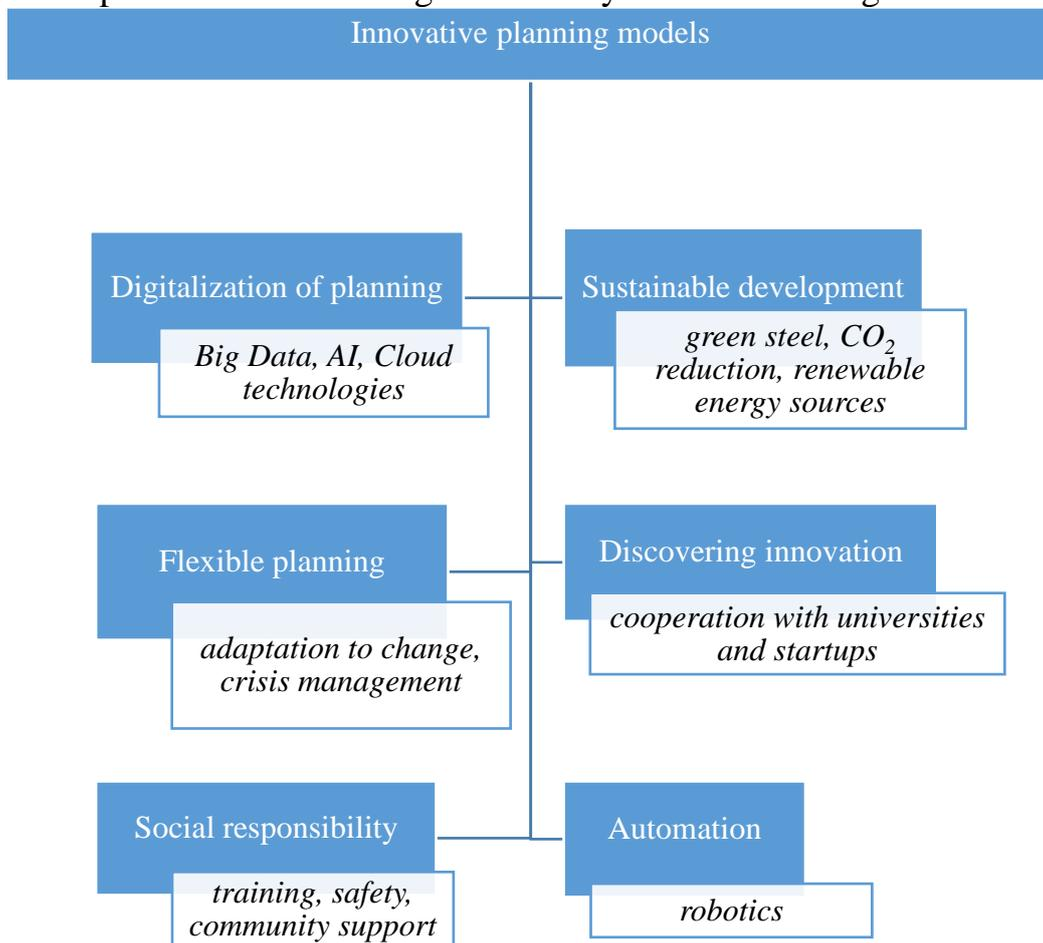 Innovative planning models
Digitalization of planning
Big Data, AI, Cloud
technologies
Sustainable development
green steel, CO₂
reduction, renewable
energy sources
Flexible planning
adaptation to change,
crisis management
Discovering innovation
cooperation with universities
and startups
Social responsibility
training, safety,
community support
Automation
robotics